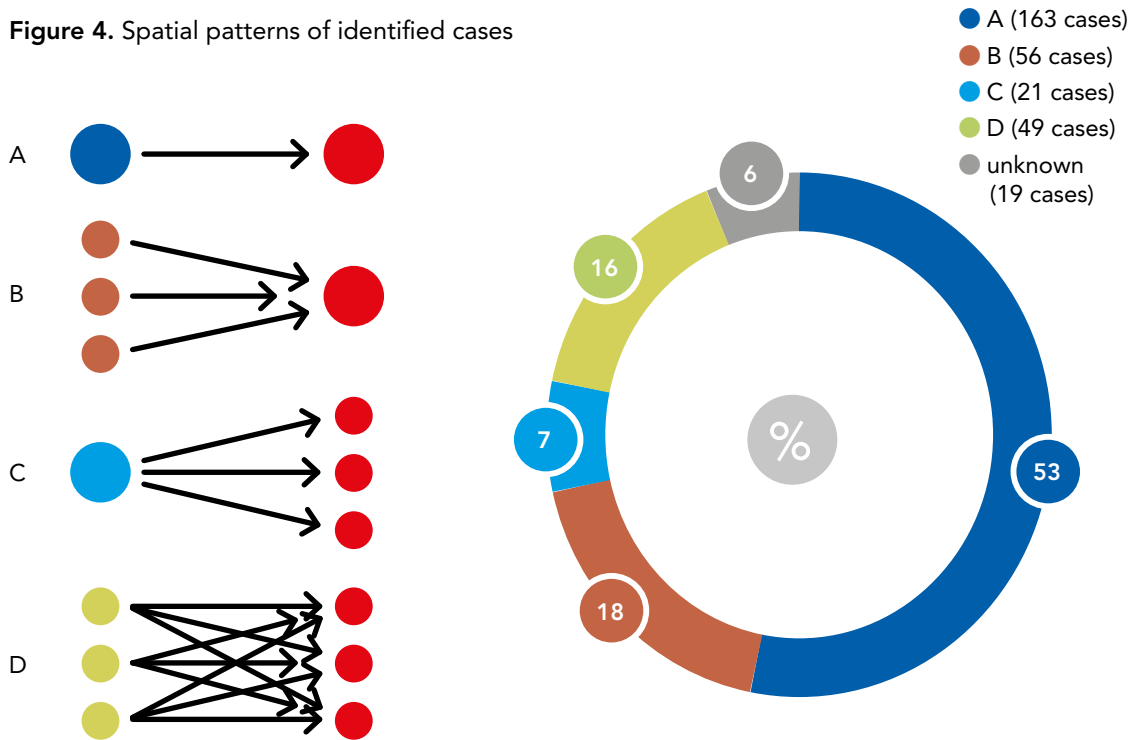 Figure 4. Spatial patterns of identified cases
A (163 cases)
B (56 cases)
C (21 cases)
D (49 cases)
unknown
(19 cases)
A
B
C
D
6
16
7
18
53
%